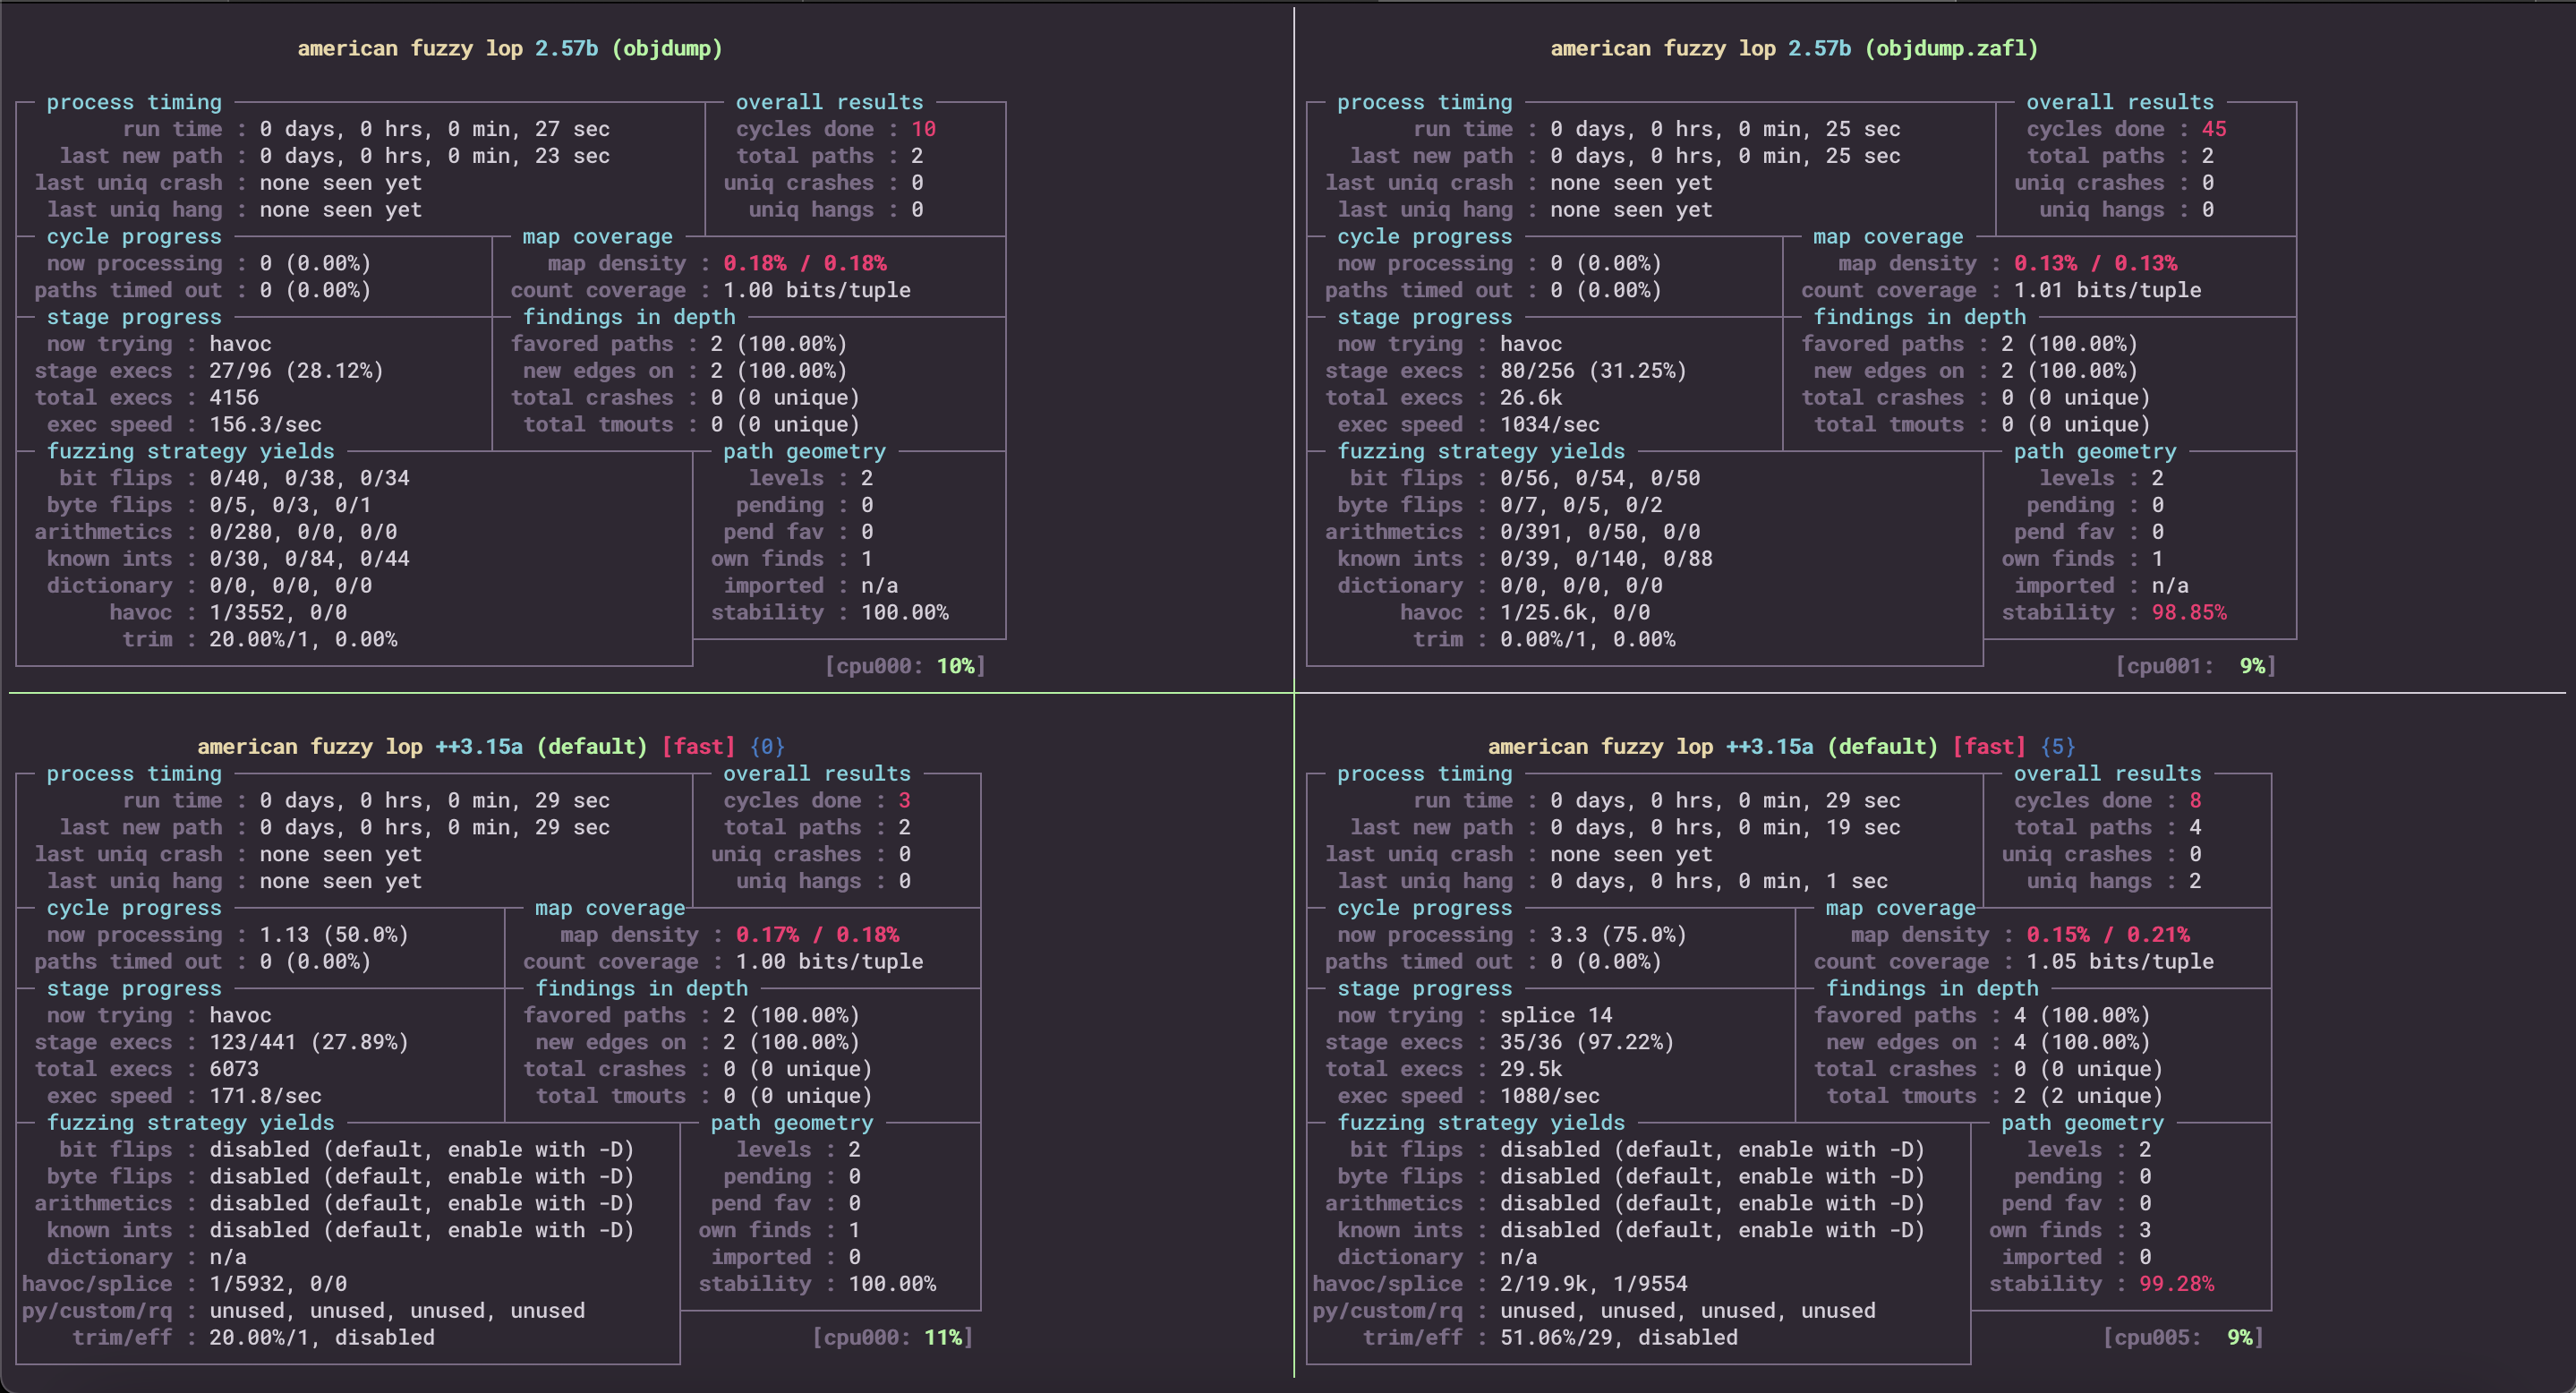 american fuzzy lop 2.57b (objdump)
process timing
overall results
run time : 0 days, 0 hrs, 0 min, 27 sec
cycles done : 10
last new path : 0 days, 0 hrs, 0 min, 23 sec
total paths : 2
last uniq crash : none seen yet
uniq crashes : 0
last uniq hang : none seen yet
uniq hangs : 0
cycle progress
map coverage
now processing : 0 (0.00%)
map density : 0.18% / 0.18%
paths timed out : 0 (0.00%)
count coverage : 1.00 bits/tuple
stage progress
findings in depth
now trying : havoc
favored paths : 2 (100.00%)
stage execs : 27/96 (28.12%)
new edges on : 2 (100.00%)
total execs : 4156
total crashes : 0 (0 unique)
exec speed : 156.3/sec
total tmouts : 0 (0 unique)
fuzzing strategy yields
path geometry
bit flips : 0/40, 0/38, 0/34
levels : 2
byte flips : 0/5, 0/3, 0/1
pending : 0
arithmetics : 0/280, 0/0, 0/0
pend fav : 0
known ints : 0/30, 0/84, 0/44
own finds : 1
dictionary : 0/0, 0/0, 0/0
imported : n/a
havoc : 1/3552, 0/0
stability : 100.00%
trim : 20.00%/1, 0.00%
[cpu000: 10%]
american fuzzy lop 2.57b (objdump.zafl)
process timing
overall results
run time : 0 days, 0 hrs, 0 min, 25 sec
cycles done : 45
last new path : 0 days, 0 hrs, 0 min, 25 sec
total paths : 2
last uniq crash : none seen yet
uniq crashes : 0
last uniq hang : none seen yet
uniq hangs : 0
cycle progress
map coverage
now processing : 0 (0.00%)
map density : 0.13% / 0.13%
paths timed out : 0 (0.00%)
count coverage : 1.01 bits/tuple
stage progress
findings in depth
now trying : havoc
favored paths : 2 (100.00%)
stage execs : 80/256 (31.25%)
new edges on : 2 (100.00%)
total execs : 26.6k
total crashes : 0 (0 unique)
exec speed : 1034/sec
total tmouts : 0 (0 unique)
fuzzing strategy yields
path geometry
bit flips : 0/56, 0/54, 0/50
levels : 2
byte flips : 0/7, 0/5, 0/2
pending : 0
arithmetics : 0/391, 0/50, 0/0
pend fav : 0
known ints : 0/39, 0/140, 0/88
own finds : 1
dictionary : 0/0, 0/0, 0/0
imported : n/a
havoc : 1/25.6k, 0/0
stability : 98.85%
trim : 0.00%/1, 0.00%
[cpu001: 9%]
american fuzzy lop ++3.15a (default) [fast] {0}
process timing
overall results
run time : 0 days, 0 hrs, 0 min, 29 sec
cycles done : 3
last new path : 0 days, 0 hrs, 0 min, 29 sec
total paths : 2
last uniq crash : none seen yet
uniq crashes : 0
last uniq hang : none seen yet
uniq hangs : 0
cycle progress
map coverage
now processing : 1.13 (50.0%)
map density : 0.17% / 0.18%
paths timed out : 0 (0.00%)
count coverage : 1.00 bits/tuple
stage progress
findings in depth
now trying : havoc
favored paths : 2 (100.00%)
stage execs : 123/441 (27.89%)
new edges on : 2 (100.00%)
total execs : 6073
total crashes : 0 (0 unique)
exec speed : 171.8/sec
total tmouts : 0 (0 unique)
fuzzing strategy yields
path geometry
bit flips : disabled (default, enable with -D)
levels : 2
byte flips : disabled (default, enable with -D)
pending : 0
arithmetics : disabled (default, enable with -D)
pend fav : 0
known ints : disabled (default, enable with -D)
own finds : 1
dictionary : n/a
imported : 0
havoc/splice : 1/5932, 0/0
stability : 100.00%
py/custom/rq : unused, unused, unused, unused
trim/eff : 20.00%/1, disabled
[cpu000: 11%]
american fuzzy lop ++3.15a (default) [fast] {5}
process timing
overall results
run time : 0 days, 0 hrs, 0 min, 29 sec
cycles done : 8
last new path : 0 days, 0 hrs, 0 min, 19 sec
total paths : 4
last uniq crash : none seen yet
uniq crashes : 0
last uniq hang : 0 days, 0 hrs, 0 min, 1 sec
uniq hangs : 2
cycle progress
map coverage
now processing : 3.3 (75.0%)
map density : 0.15% / 0.21%
paths timed out : 0 (0.00%)
count coverage : 1.05 bits/tuple
stage progress
findings in depth
now trying : splice 14
favored paths : 4 (100.00%)
stage execs : 35/36 (97.22%)
new edges on : 4 (100.00%)
total execs : 29.5k
total crashes : 0 (0 unique)
exec speed : 1080/sec
total tmouts : 2 (2 unique)
fuzzing strategy yields
path geometry
bit flips : disabled (default, enable with -D)
levels : 2
byte flips : disabled (default, enable with -D)
pending : 0
arithmetics : disabled (default, enable with -D)
pend fav : 0
known ints : disabled (default, enable with -D)
own finds : 3
dictionary : n/a
imported : 0
havoc/splice : 2/19.9k, 1/9554
stability : 99.28%
py/custom/rq : unused, unused, unused, unused
trim/eff : 51.06%/29, disabled
[cpu005: 9%]